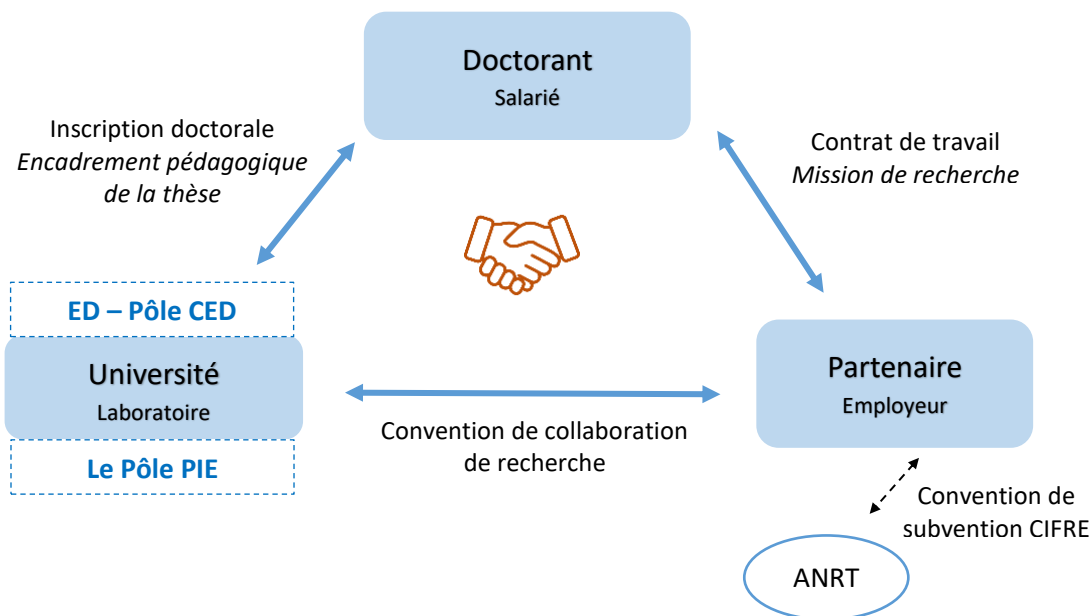 Doctorant
Salarié
Inscription doctorale
Encadrement pédagogique
de la thèse
Contrat de travail
Mission de recherche
ED – Pôle CED
Université
Laboratoire
Le Pôle PIE
Partenaire
Employeur
Convention de collaboration
de recherche
Convention de
subvention CIFRE
ANRT